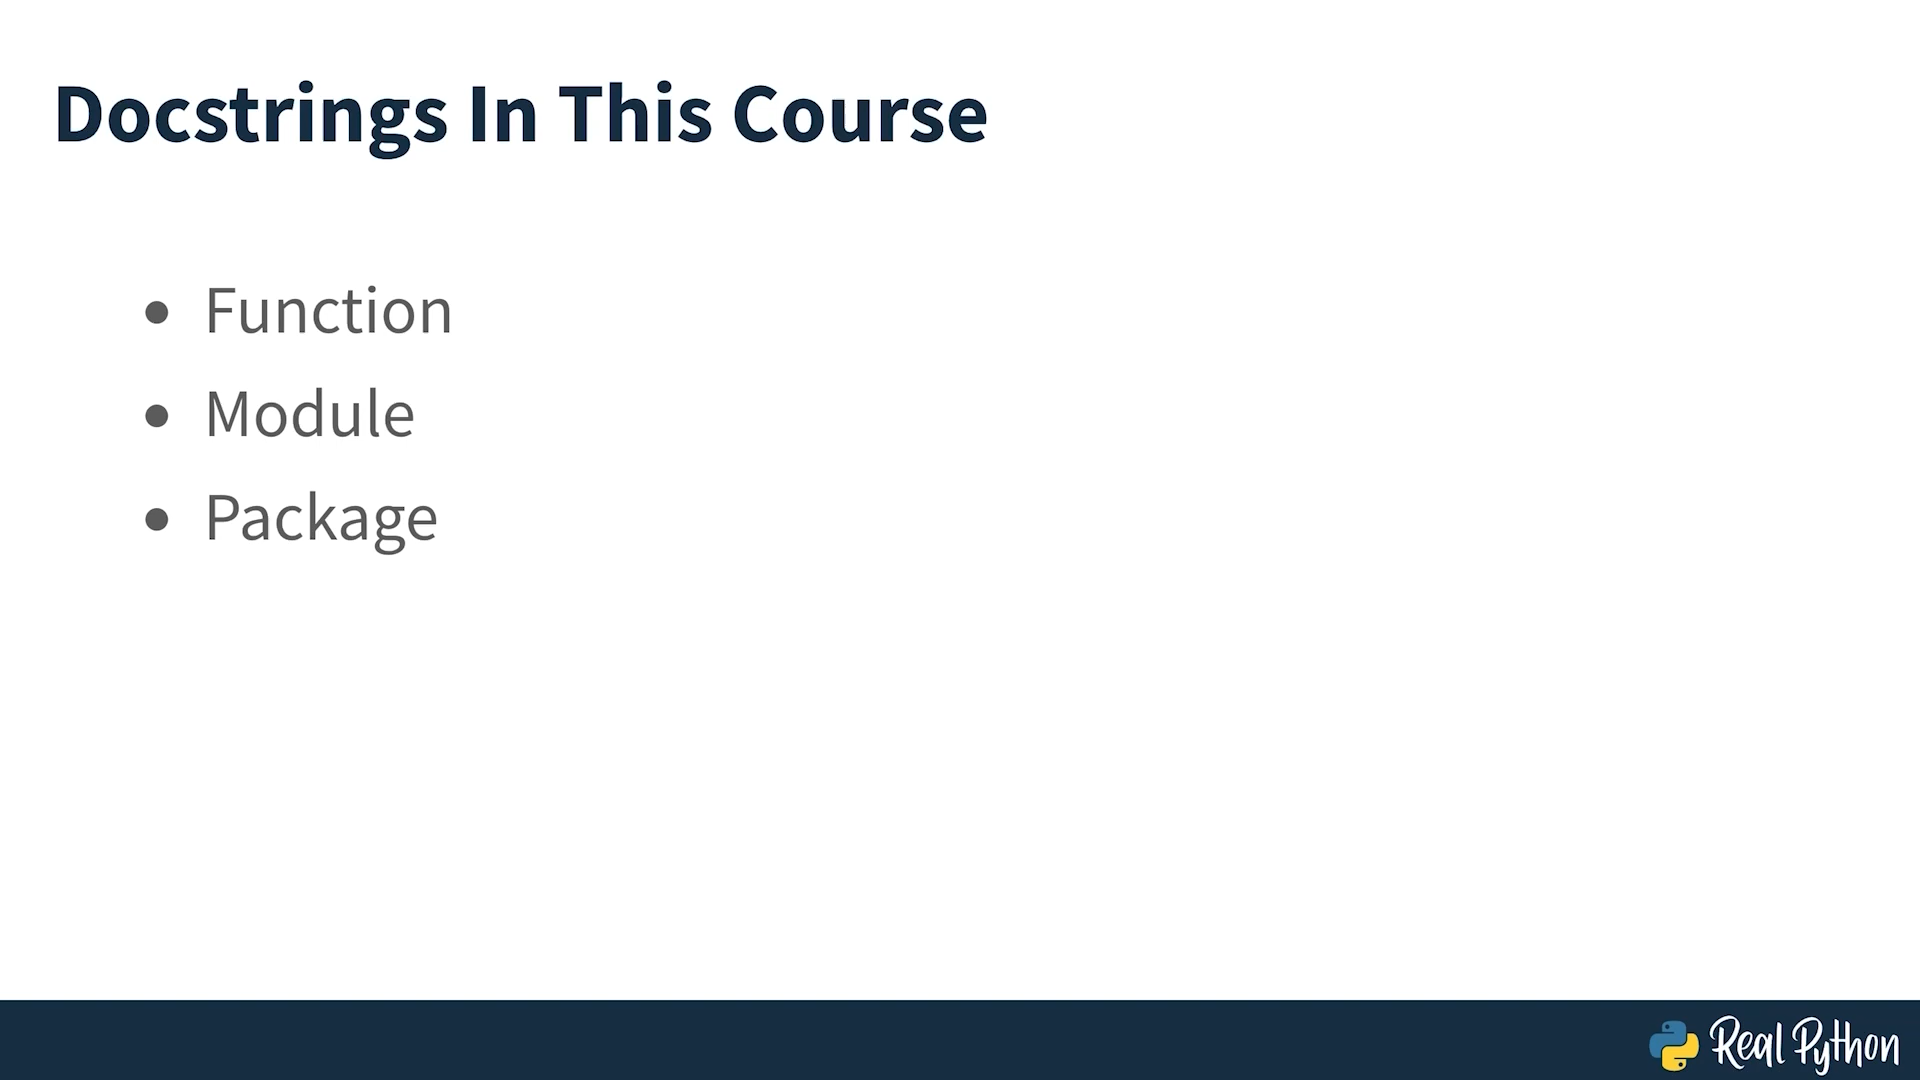 Docstrings In This Course
• Function
• Module
• Package
Real Python